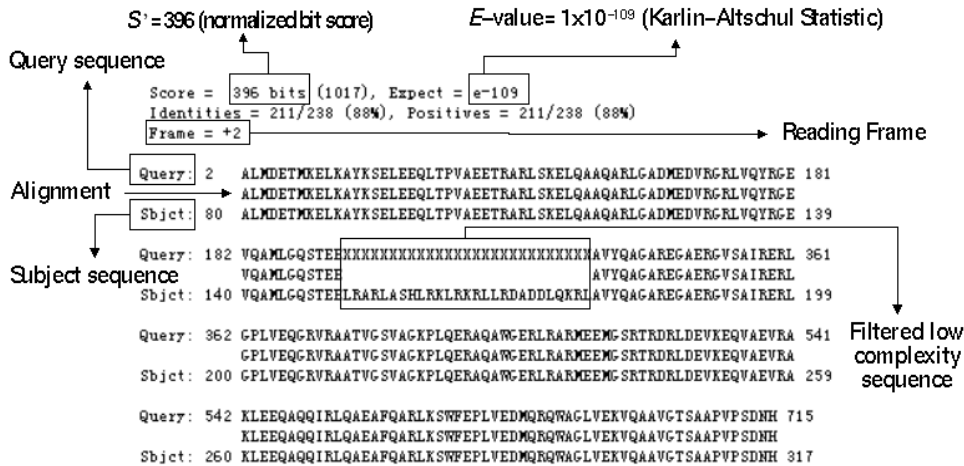 S' = 396 (normalized bit score)
E–value= 1x10⁻¹⁰⁹ (Karlin–Altschul Statistic)
Query sequence
Score = 396 bits (1017), Expect = e-109
Identities = 211/238 (88%), Positives = 211/238 (88%)
Frame = +2
Reading Frame
Query: 2 ALMDETMKELKAYKSELEEQLTPVAEETRARLSKELQAAQARLGADMEDVRGRLVQYRGE 181
Alignment
ALMDETMKELKAYKSELEEQLTPVAEETRARLSKELQAAQARLGADMEDVRGRLVQYRGE
Sbjct: 80 ALMDETMKELKAYKSELEEQLTPVAEETRARLSKELQAAQARLGADMEDVRGRLVQYRGE 139
Query: 182 VQAMLGQSTEEXXXXXXXXXXXXXXXXXXXXXXXXXXXAVYQAGAREGAERGVSAIRERL 361
VQAMLGQSTEE AVYQAGAREGAERGVSAIRERL
Subject sequence
Sbjct: 140 VQAMLGQSTEELRARLASHLRKLRKRLLRDADDLQKRLAVYQAGAREGAERGVSAIRERL 199
Query: 362 GPLVEQGRVRAATVGSVAGKPLQERAQAWGERLRARMEEMGSRTRDRLDEVKEQVAEVRA 541
GPLVEQGRVRAATVGSVAGKPLQERAQAWGERLRARMEEMGSRTRDRLDEVKEQVAEVRA
Sbjct: 200 GPLVEQGRVRAATVGSVAGKPLQERAQAWGERLRARMEEMGSRTRDRLDEVKEQVAEVRA 259
Filtered low
complexity
sequence
Query: 542 KLEEQAQQIRLQAEAFQARLKSWFEPLVEDMQRQWAGLVEKVQAAVGTSAAPVPSDNH 715
KLEEQAQQIRLQAEAFQARLKSWFEPLVEDMQRQWAGLVEKVQAAVGTSAAPVPSDNH
Sbjct: 260 KLEEQAQQIRLQAEAFQARLKSWFEPLVEDMQRQWAGLVEKVQAAVGTSAAPVPSDNH 317